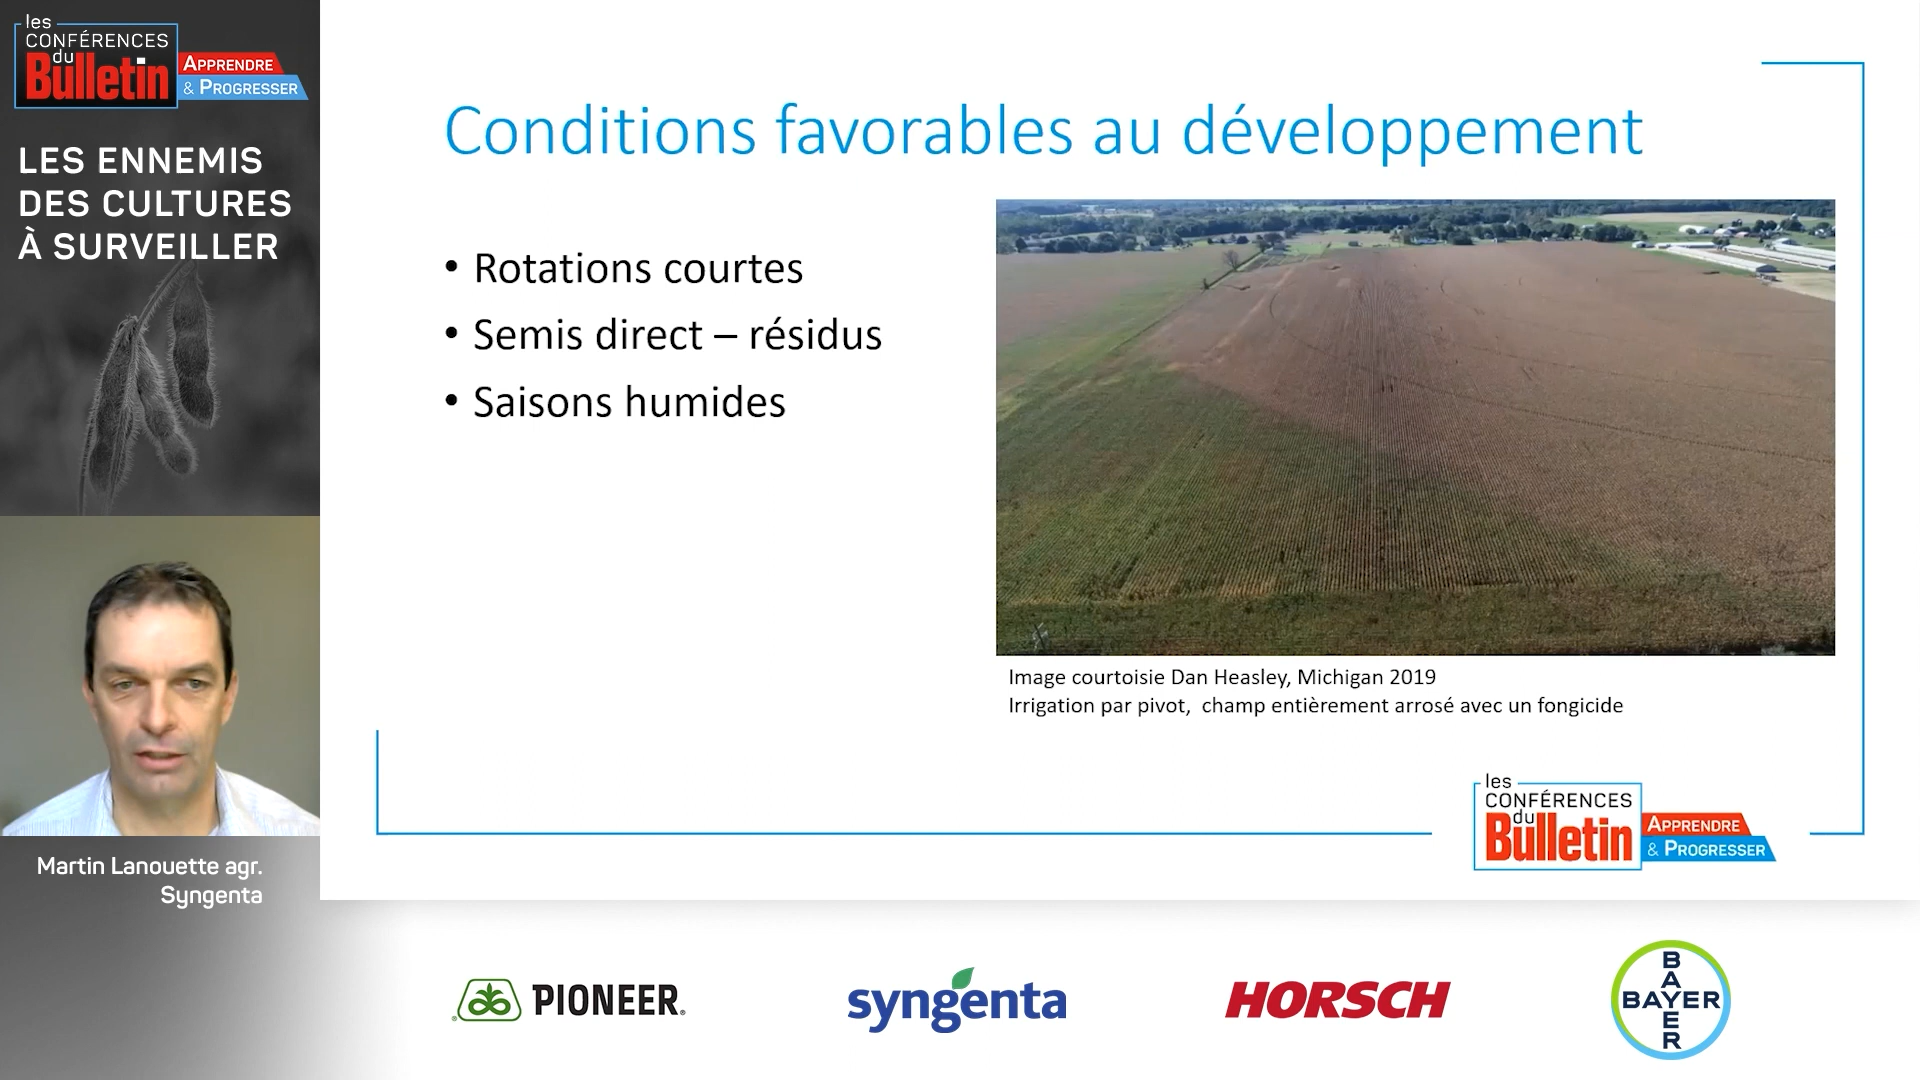 les
CONFÉRENCES
du
Bulletin
APPRENDRE
& PROGRESSER
LES ENNEMIS
DES CULTURES
À SURVEILLER
Martin Lanouette agr.
Syngenta
Conditions favorables au développement
• Rotations courtes
• Semis direct – résidus
• Saisons humides
Image courtoisie Dan Heasley, Michigan 2019
Irrigation par pivot, champ entièrement arrosé avec un fongicide
les
CONFÉRENCES
du
Bulletin
APPRENDRE
& PROGRESSER
PIONEER
syngenta
HORSCH
BAYER
BAYER